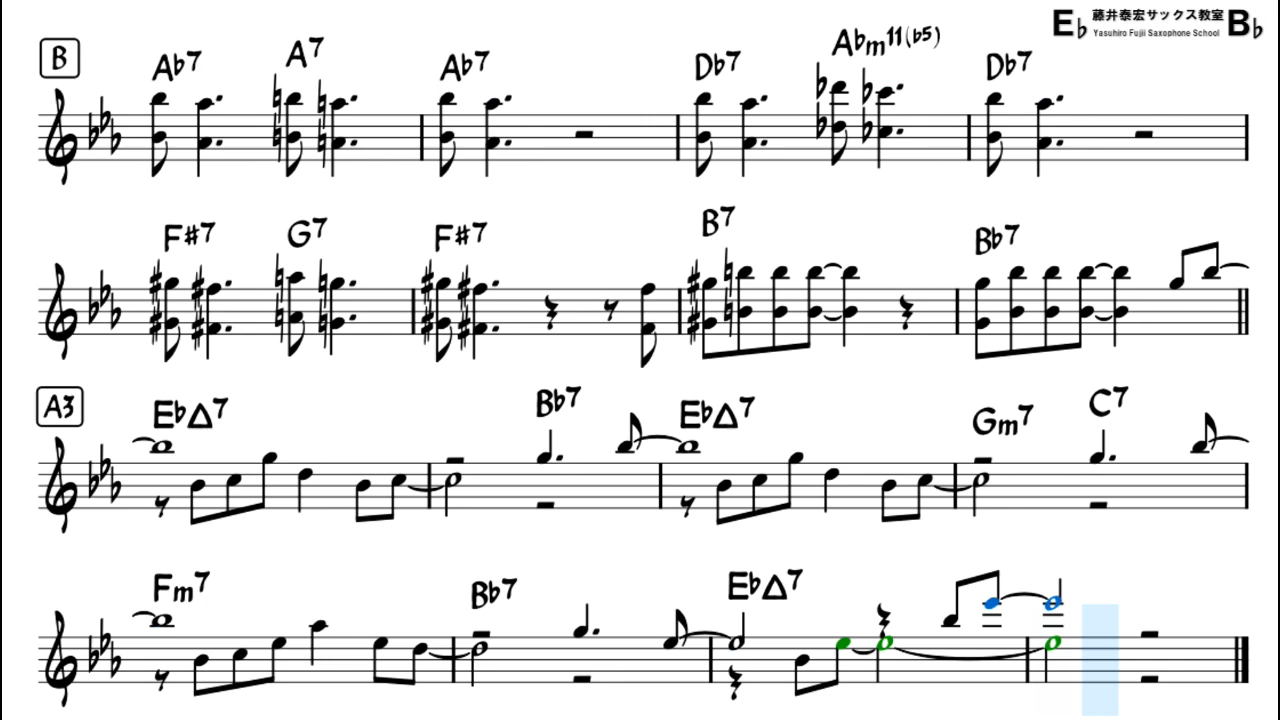 E♭ 藤井泰宏サックス教室 B♭
Yasuhiro Fujii Saxophone School
B
A♭7 A7 A♭7 D♭7 A♭m11(♭5) D♭7
F#7 G7 F#7 B7 B♭7
A3
E♭△7 B♭7 E♭△7 Gm7 C7
Fm7 B♭7 E♭△7